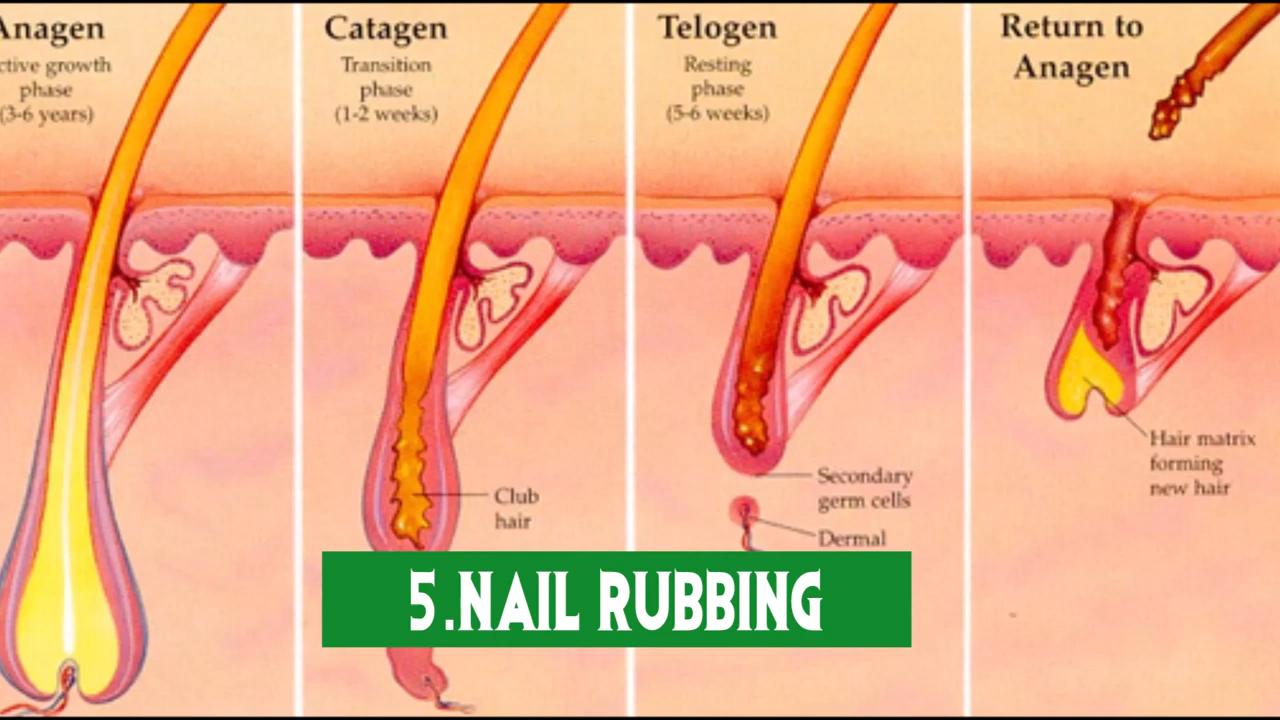 Anagen
ctive growth
phase
(3-6 years)
Catagen
Transition
phase
(1-2 weeks)
Club
hair
Telogen
Resting
phase
(5-6 weeks)
Secondary
germ cells
Dermal
Return to
Anagen
Hair matrix
forming
new hair
5.NAIL RUBBING